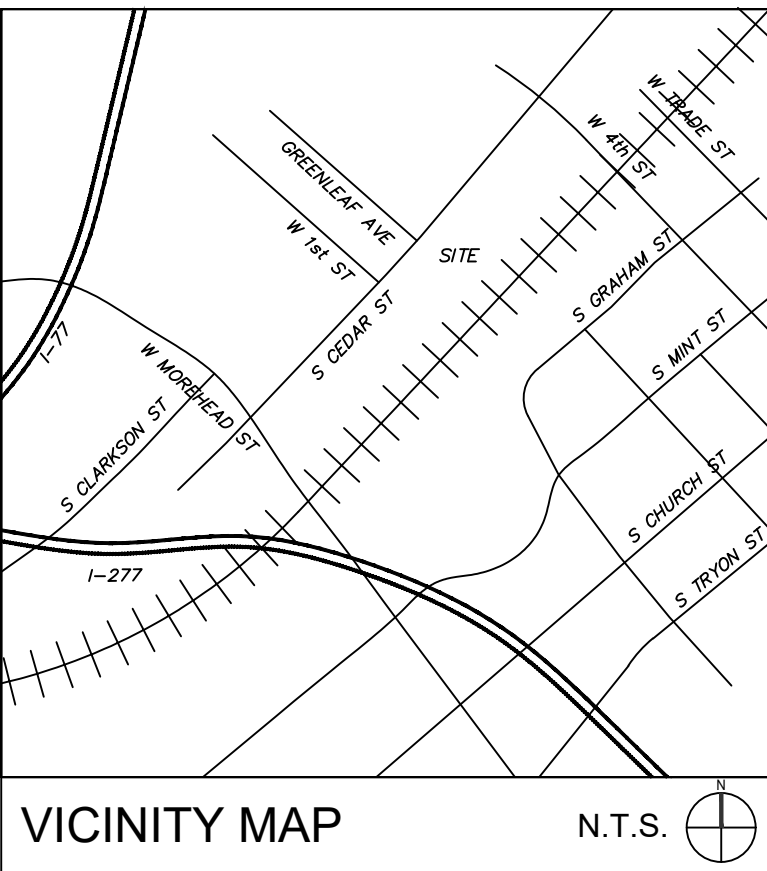 W TRADE ST
W 4th ST
GREENLEAF AVE
W 1st ST
SITE
S GRAHAM ST
S CEDAR ST
S MINT ST
I-77
W MOREHEAD ST
S CLARKSON ST
S CHURCH ST
S TRYON ST
I-277
N
VICINITY MAP
N.T.S.